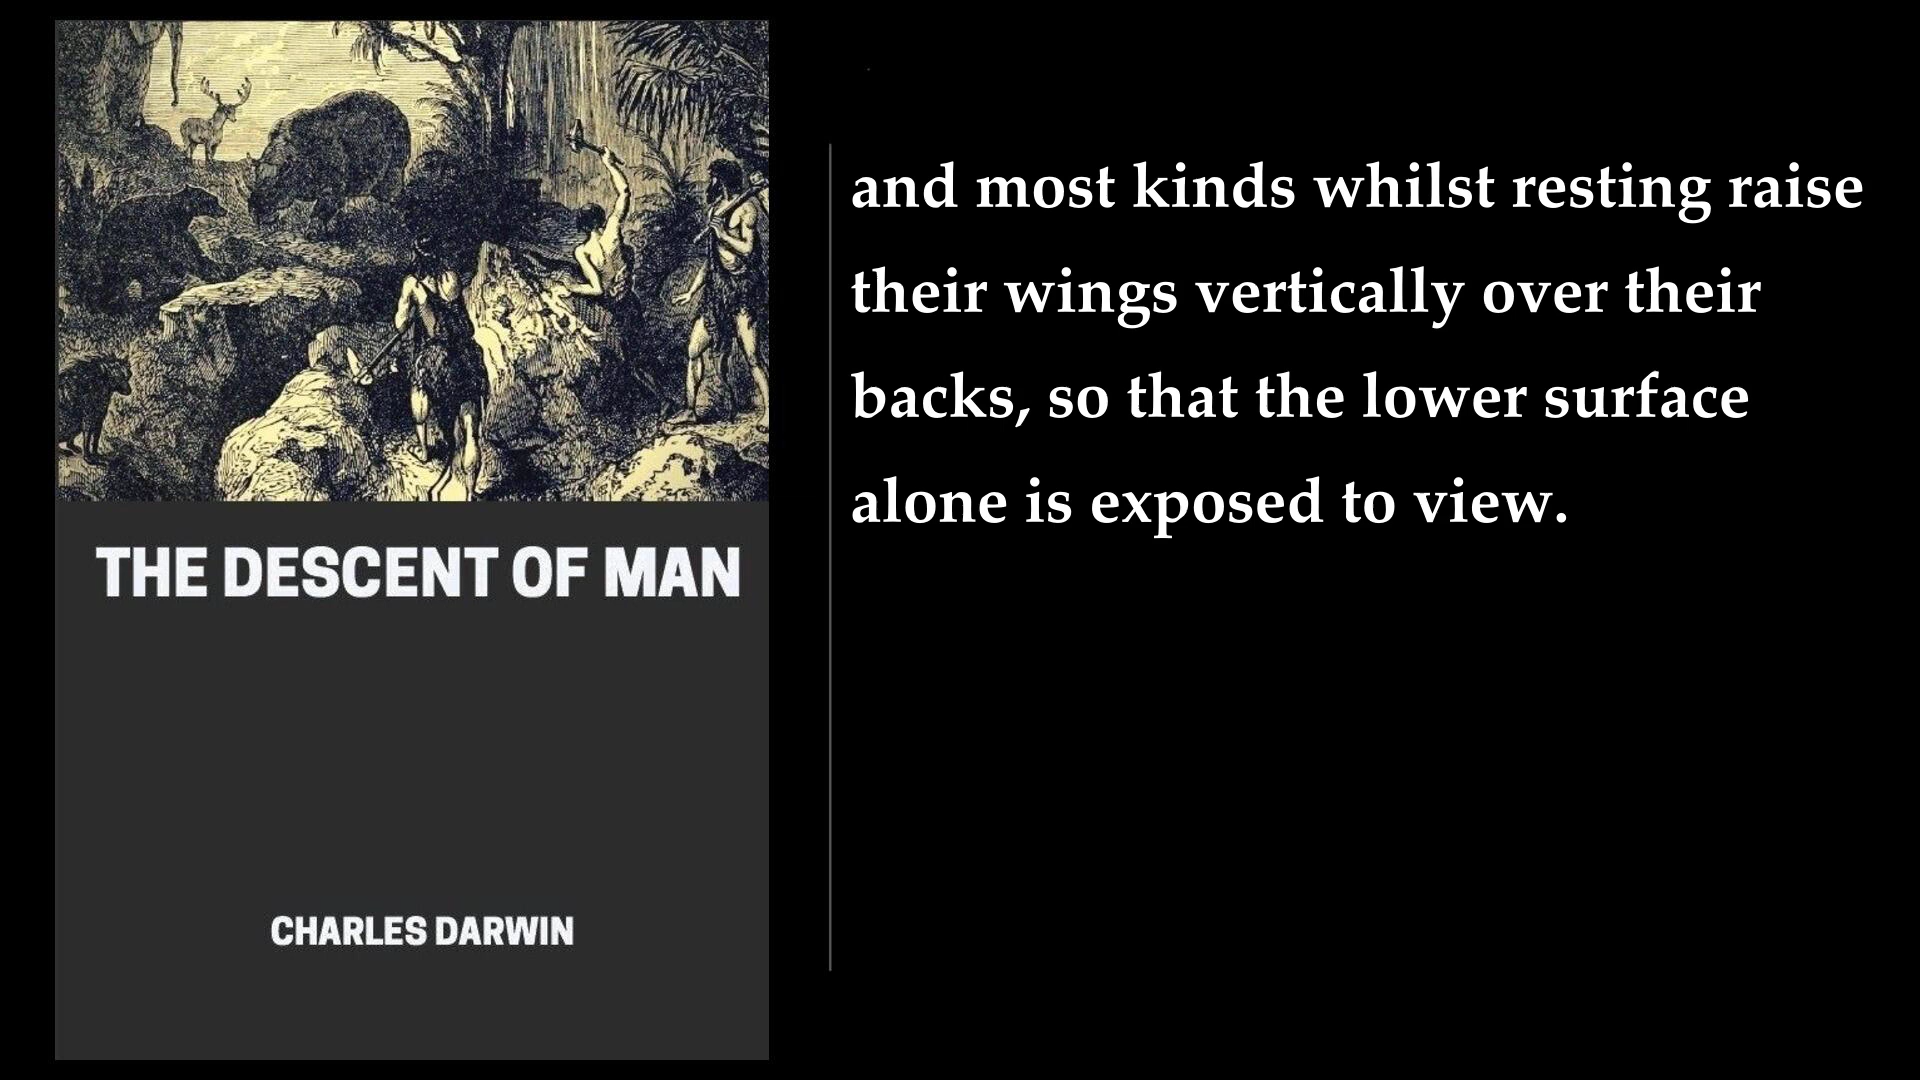 THE DESCENT OF MAN
CHARLES DARWIN
and most kinds whilst resting raise
their wings vertically over their
backs, so that the lower surface
alone is exposed to view.